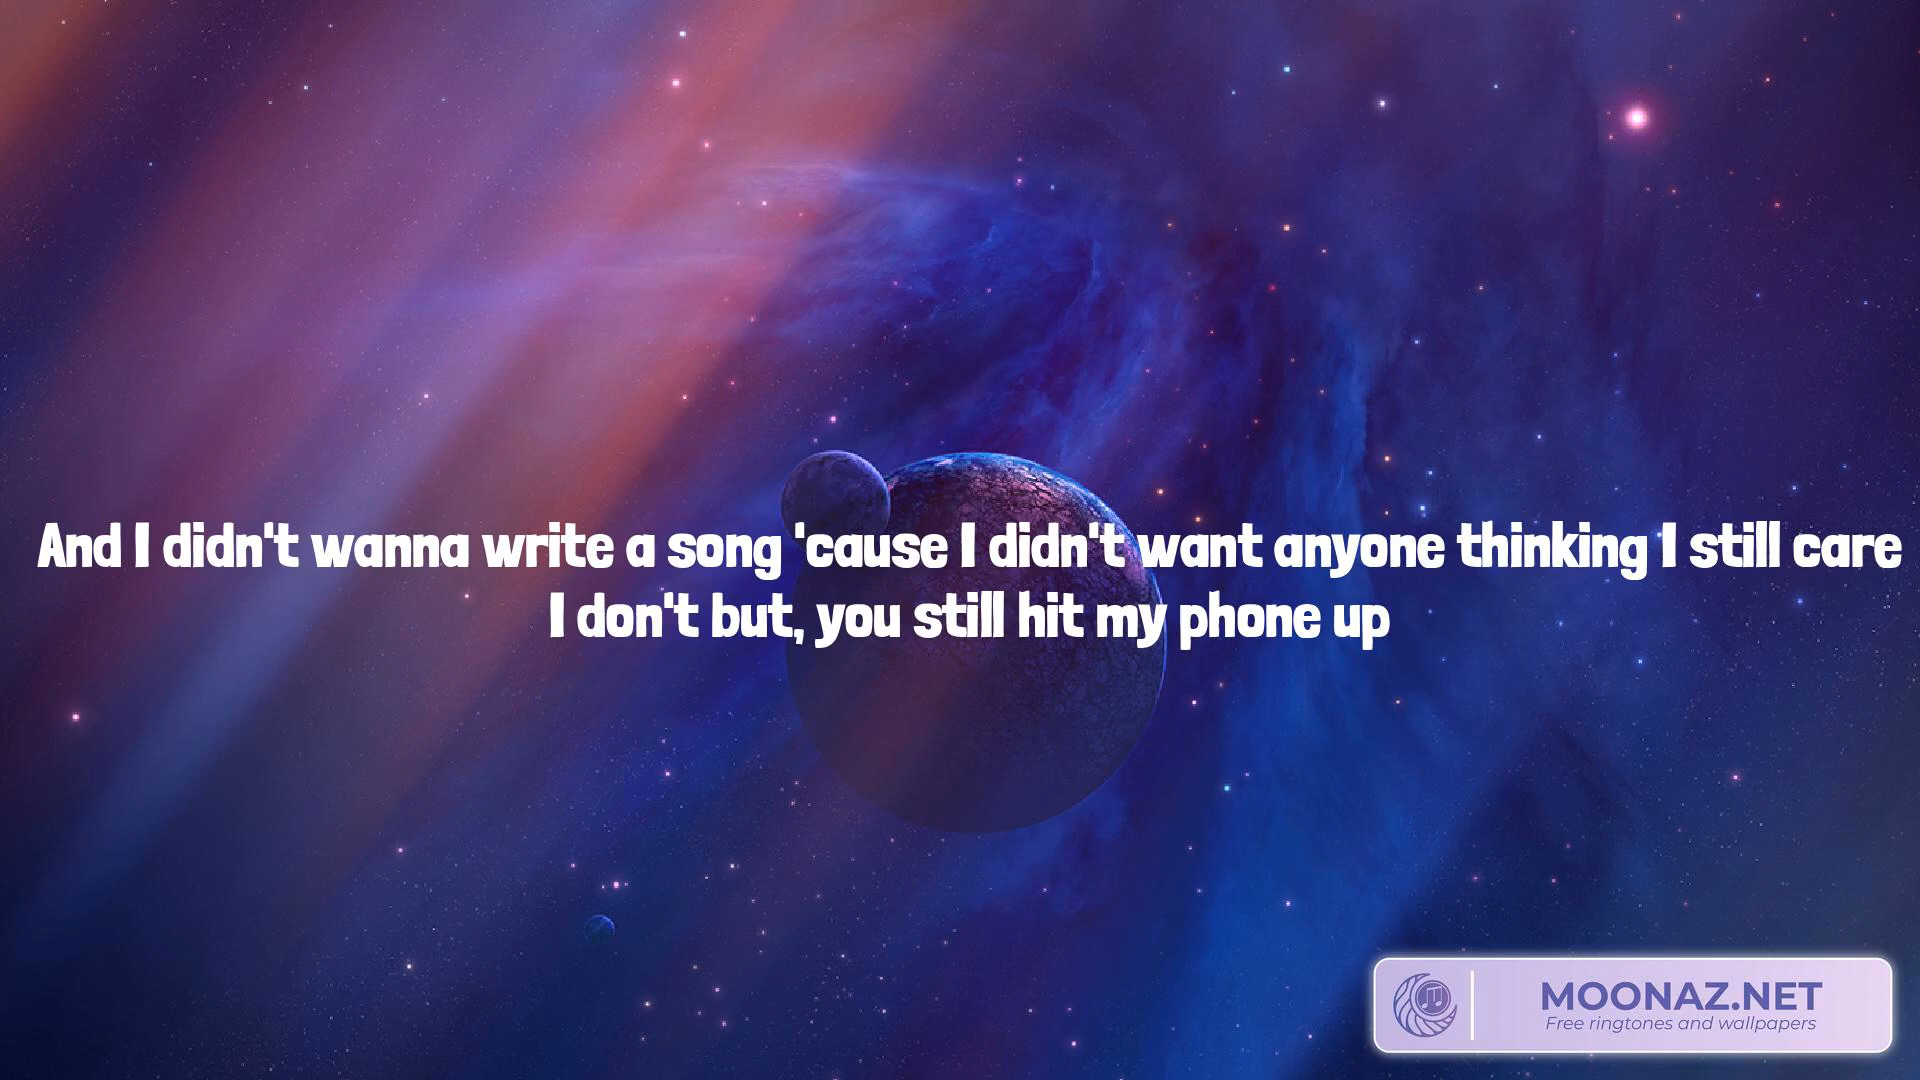 And I didn't wanna write a song 'cause I didn't want anyone thinking I still care
I don't but, you still hit my phone up
MOONAZ.NET
Free ringtones and wallpapers